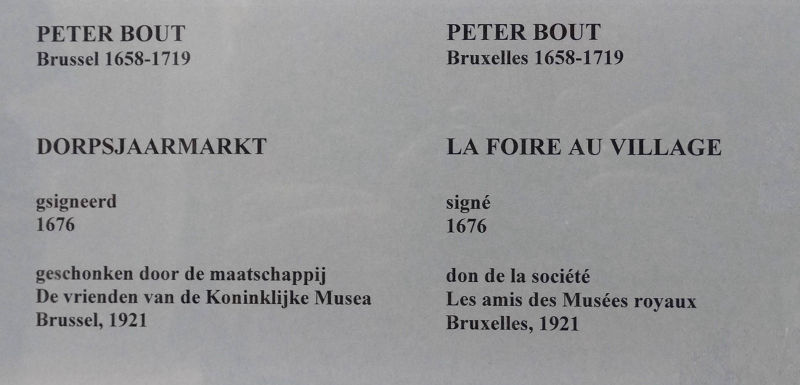 PETER BOUT
Brussel 1658-1719
DORPSJAARMARKT
gsigneerd
1676
geschonken door de maatschappij
De vrienden van de Koninklijke Musea
Brussel, 1921
PETER BOUT
Bruxelles 1658-1719
LA FOIRE AU VILLAGE
signé
1676
don de la société
Les amis des Musées royaux
Bruxelles, 1921